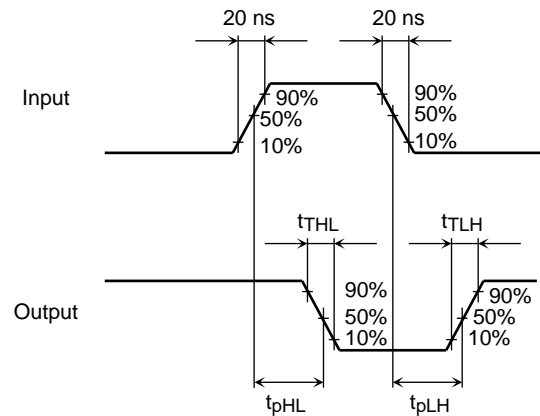 20 ns 20 ns
Input
90% 90%
50% 50%
10% 10%
tTHL tTLH
Output
90% 90%
50% 50%
10% 10%
tpHL tpLH